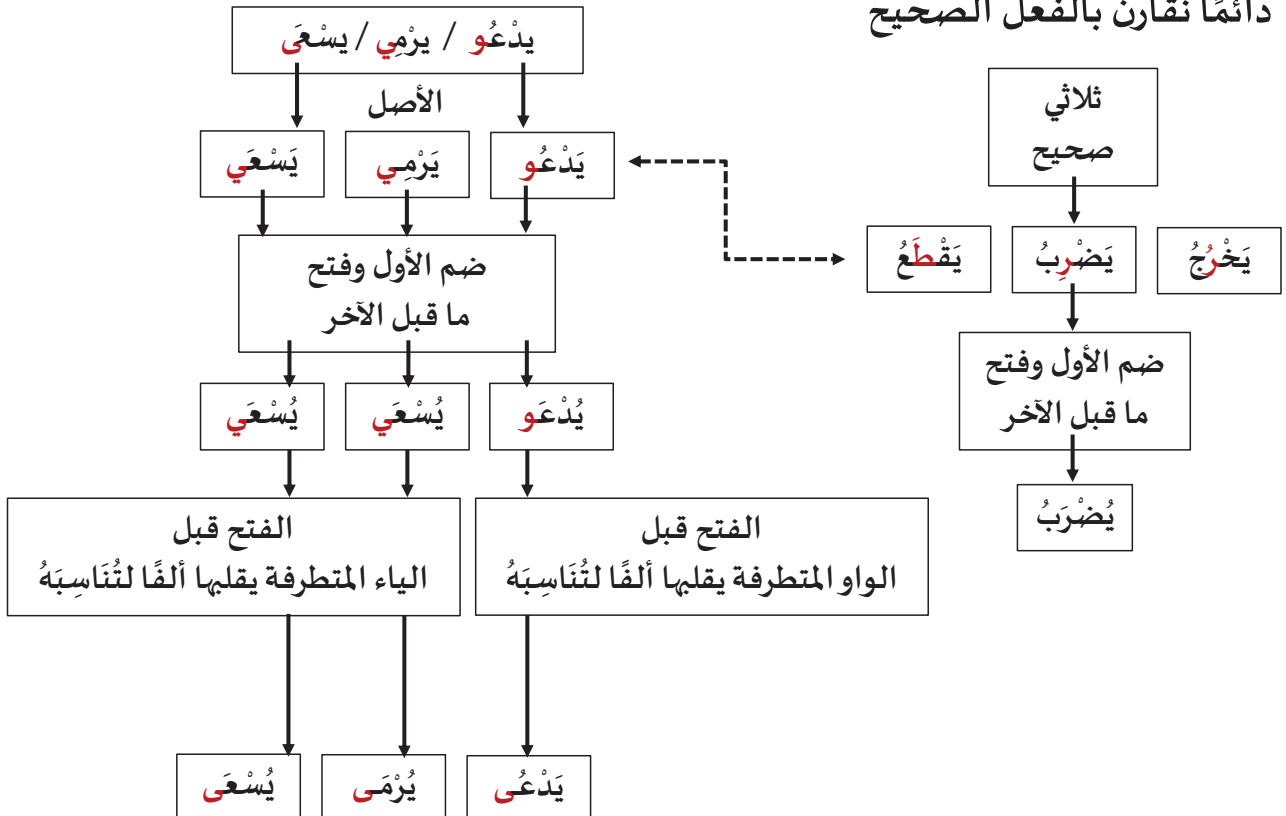 دائمًا نقارن بالفعل الصحيح
ثلاثي
صحيح
يَخْرُجُ
يَضْرِبُ
يَقْطَعُ
ضم الأول وفتح
ما قبل الآخر
يُضْرَبُ
يدْعُو / يرْمِي / يسْعَى
الأصل
يَدْعُو
يَرْمِي
يَسْعَي
ضم الأول وفتح
ما قبل الآخر
يُدْعَو
يُسْعَي
يُسْعَي
الفتح قبل
الواو المتطرفة يقلبها ألفًا لتُنَاسِبَهُ
الفتح قبل
الياء المتطرفة يقلبها ألفًا لتُنَاسِبَهُ
يَدْعُى
يُرْمَى
يُسْعَى